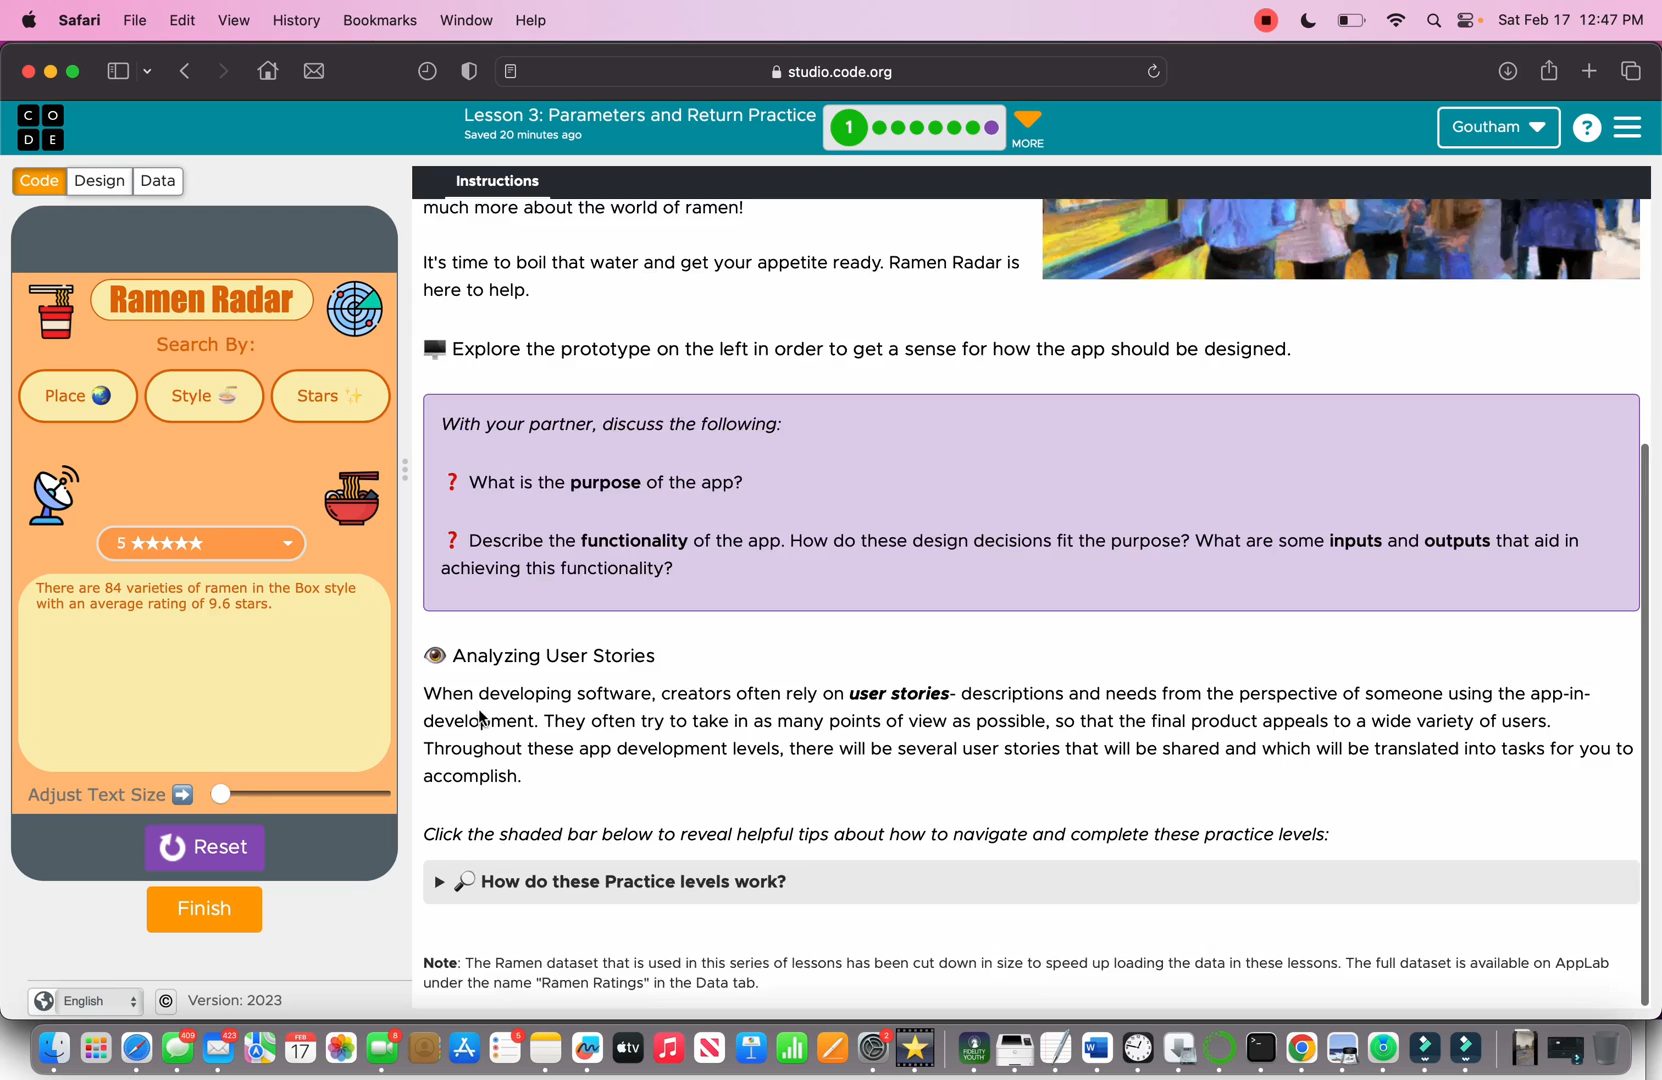 Safari File Edit View History Bookmarks Window Help Sat Feb 17 12:47 PM
studio.code.org
C O
D E
Lesson 3: Parameters and Return Practice
Saved 20 minutes ago
1
MORE
Goutham
?
Code Design Data
Instructions
Ramen Radar
Search By:
Place 🌏 Style 🍜 Stars ✨
5 ★★★★★
There are 84 varieties of ramen in the Box style
with an average rating of 9.6 stars.
Adjust Text Size ➡️
Reset
Finish
English
© Version: 2023
much more about the world of ramen!
It's time to boil that water and get your appetite ready. Ramen Radar is
here to help.
🖥️ Explore the prototype on the left in order to get a sense for how the app should be designed.
With your partner, discuss the following:
❓ What is the purpose of the app?
❓ Describe the functionality of the app. How do these design decisions fit the purpose? What are some inputs and outputs that aid in
achieving this functionality?
👁️ Analyzing User Stories
When developing software, creators often rely on user stories- descriptions and needs from the perspective of someone using the app-in-
development. They often try to take in as many points of view as possible, so that the final product appeals to a wide variety of users.
Throughout these app development levels, there will be several user stories that will be shared and which will be translated into tasks for you to
accomplish.
Click the shaded bar below to reveal helpful tips about how to navigate and complete these practice levels:
▶ 🔎 How do these Practice levels work?
Note: The Ramen dataset that is used in this series of lessons has been cut down in size to speed up loading the data in these lessons. The full dataset is available on AppLab
under the name "Ramen Ratings" in the Data tab.
409 423 FEB 17 8 5 tv 2 FIDELITY YOUTH